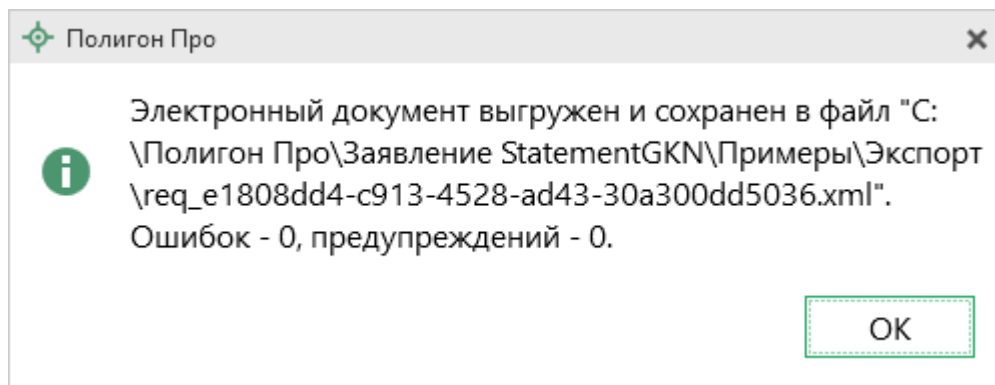 Полигон Про
Электронный документ выгружен и сохранен в файл "C:
\Полигон Про\Заявление StatementGKN\Примеры\Экспорт
\req_e1808dd4-c913-4528-ad43-30a300dd5036.xml".
Ошибок - 0, предупреждений - 0.
ОК